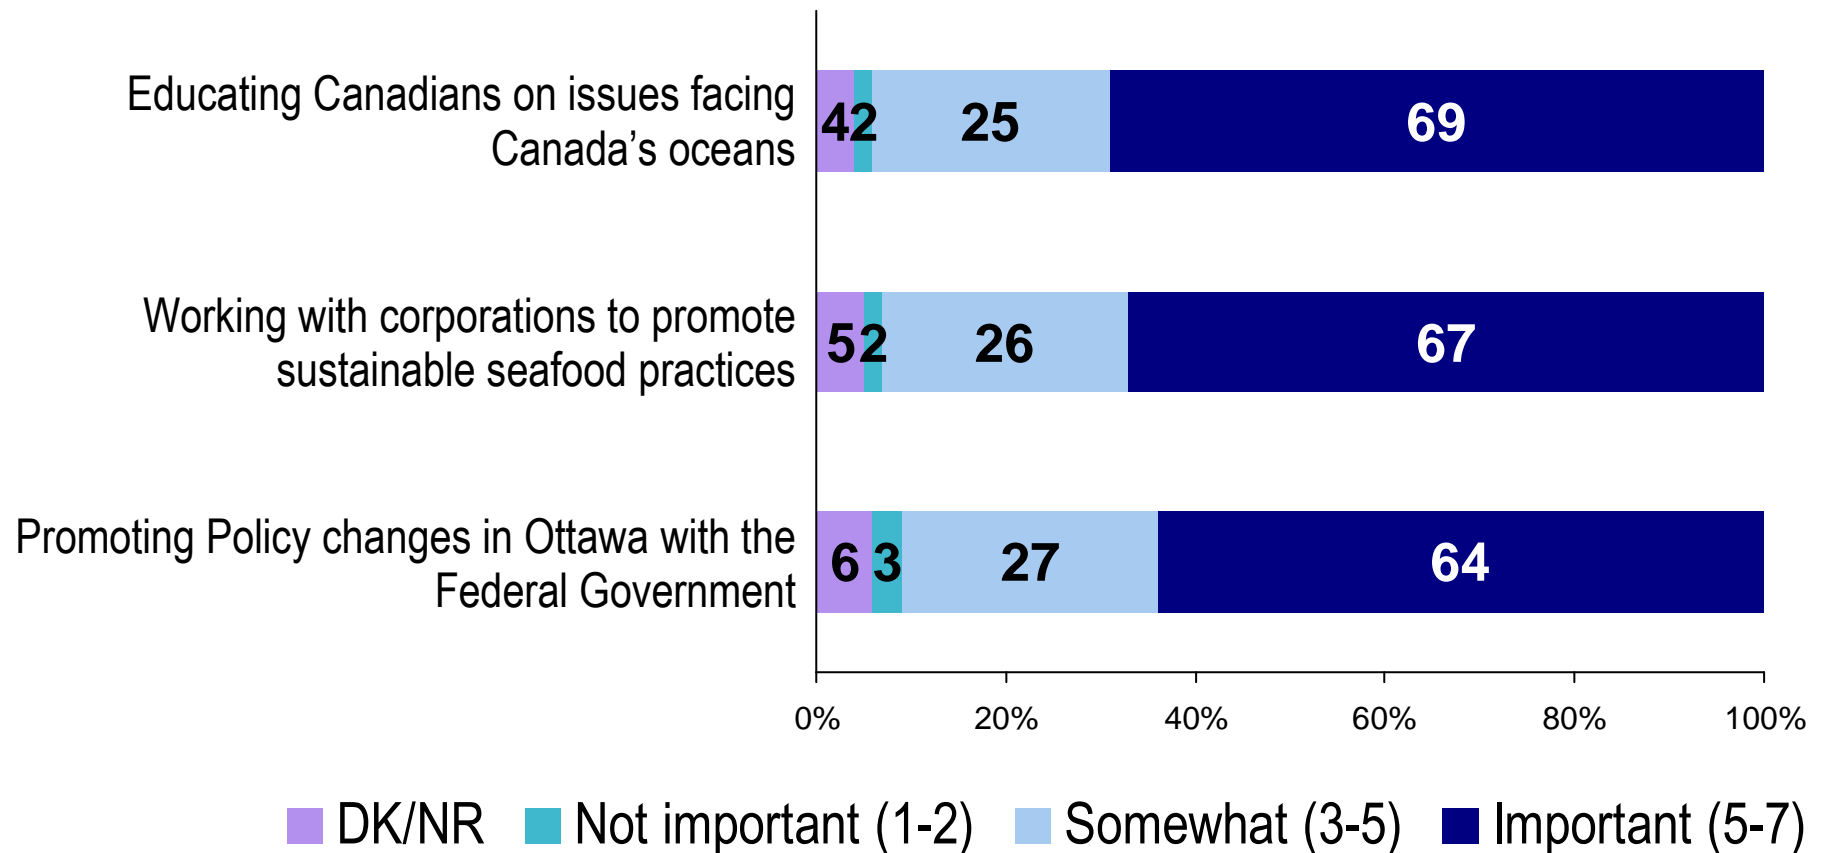 Educating Canadians on issues facing
Canada’s oceans
4 2 25 69
Working with corporations to promote
sustainable seafood practices
5 2 26 67
Promoting Policy changes in Ottawa with the
Federal Government
6 3 27 64
0% 20% 40% 60% 80% 100%
DK/NR Not important (1-2) Somewhat (3-5) Important (5-7)